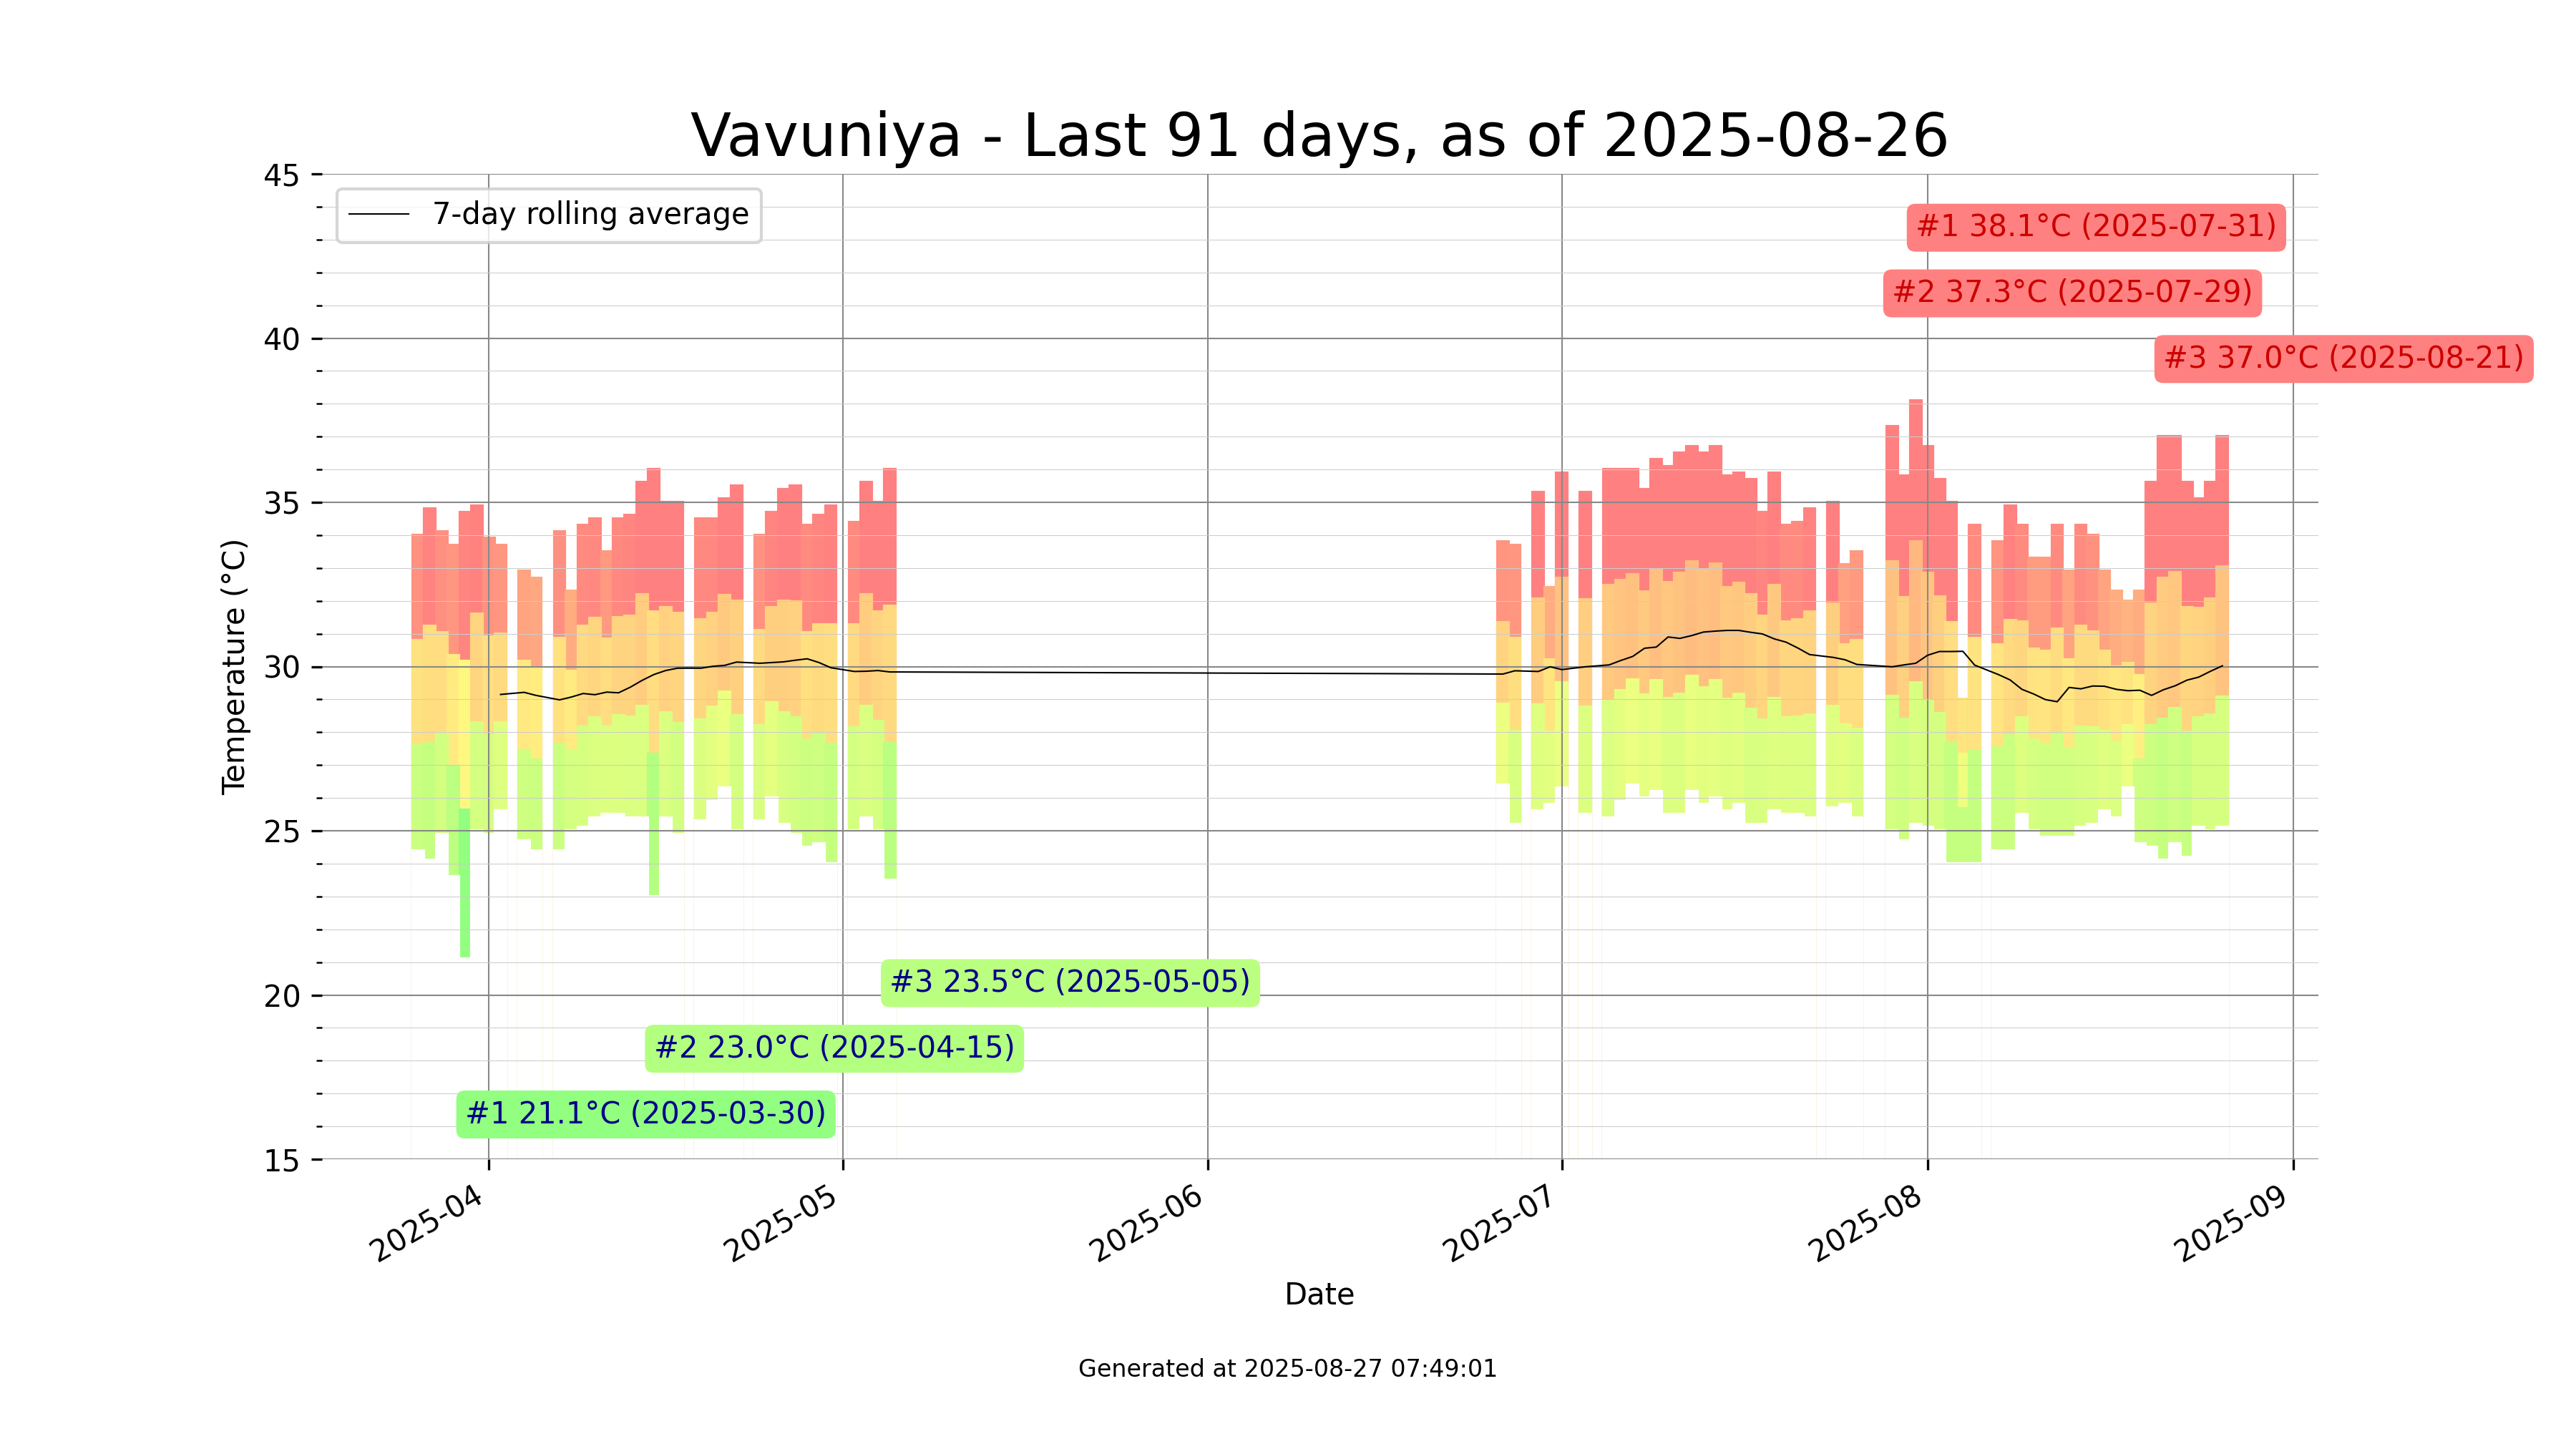 Vavuniya - Last 91 days, as of 2025-08-26
7-day rolling average
#1 38.1°C (2025-07-31)
#2 37.3°C (2025-07-29)
#3 37.0°C (2025-08-21)
45
40
35
30
25
20
15
Temperature (°C)
#3 23.5°C (2025-05-05)
#2 23.0°C (2025-04-15)
#1 21.1°C (2025-03-30)
2025-04
2025-05
2025-06
2025-07
2025-08
2025-09
Date
Generated at 2025-08-27 07:49:01